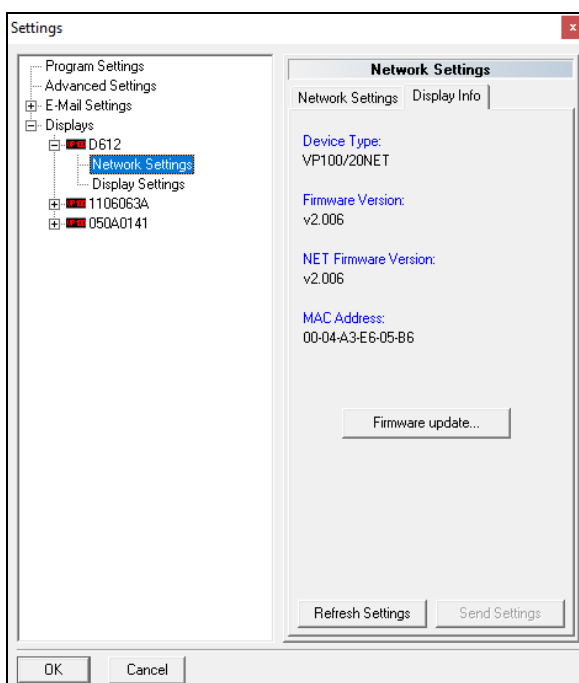 Settings
x
Program Settings
Advanced Settings
E-Mail Settings
Displays
D612
Network Settings
Display Settings
1106063A
050A0141
Network Settings
Network Settings Display Info
Device Type:
VP100/20NET
Firmware Version:
v2.006
NET Firmware Version:
v2.006
MAC Address:
00-04-A3-E6-05-B6
Firmware update...
Refresh Settings Send Settings
OK Cancel